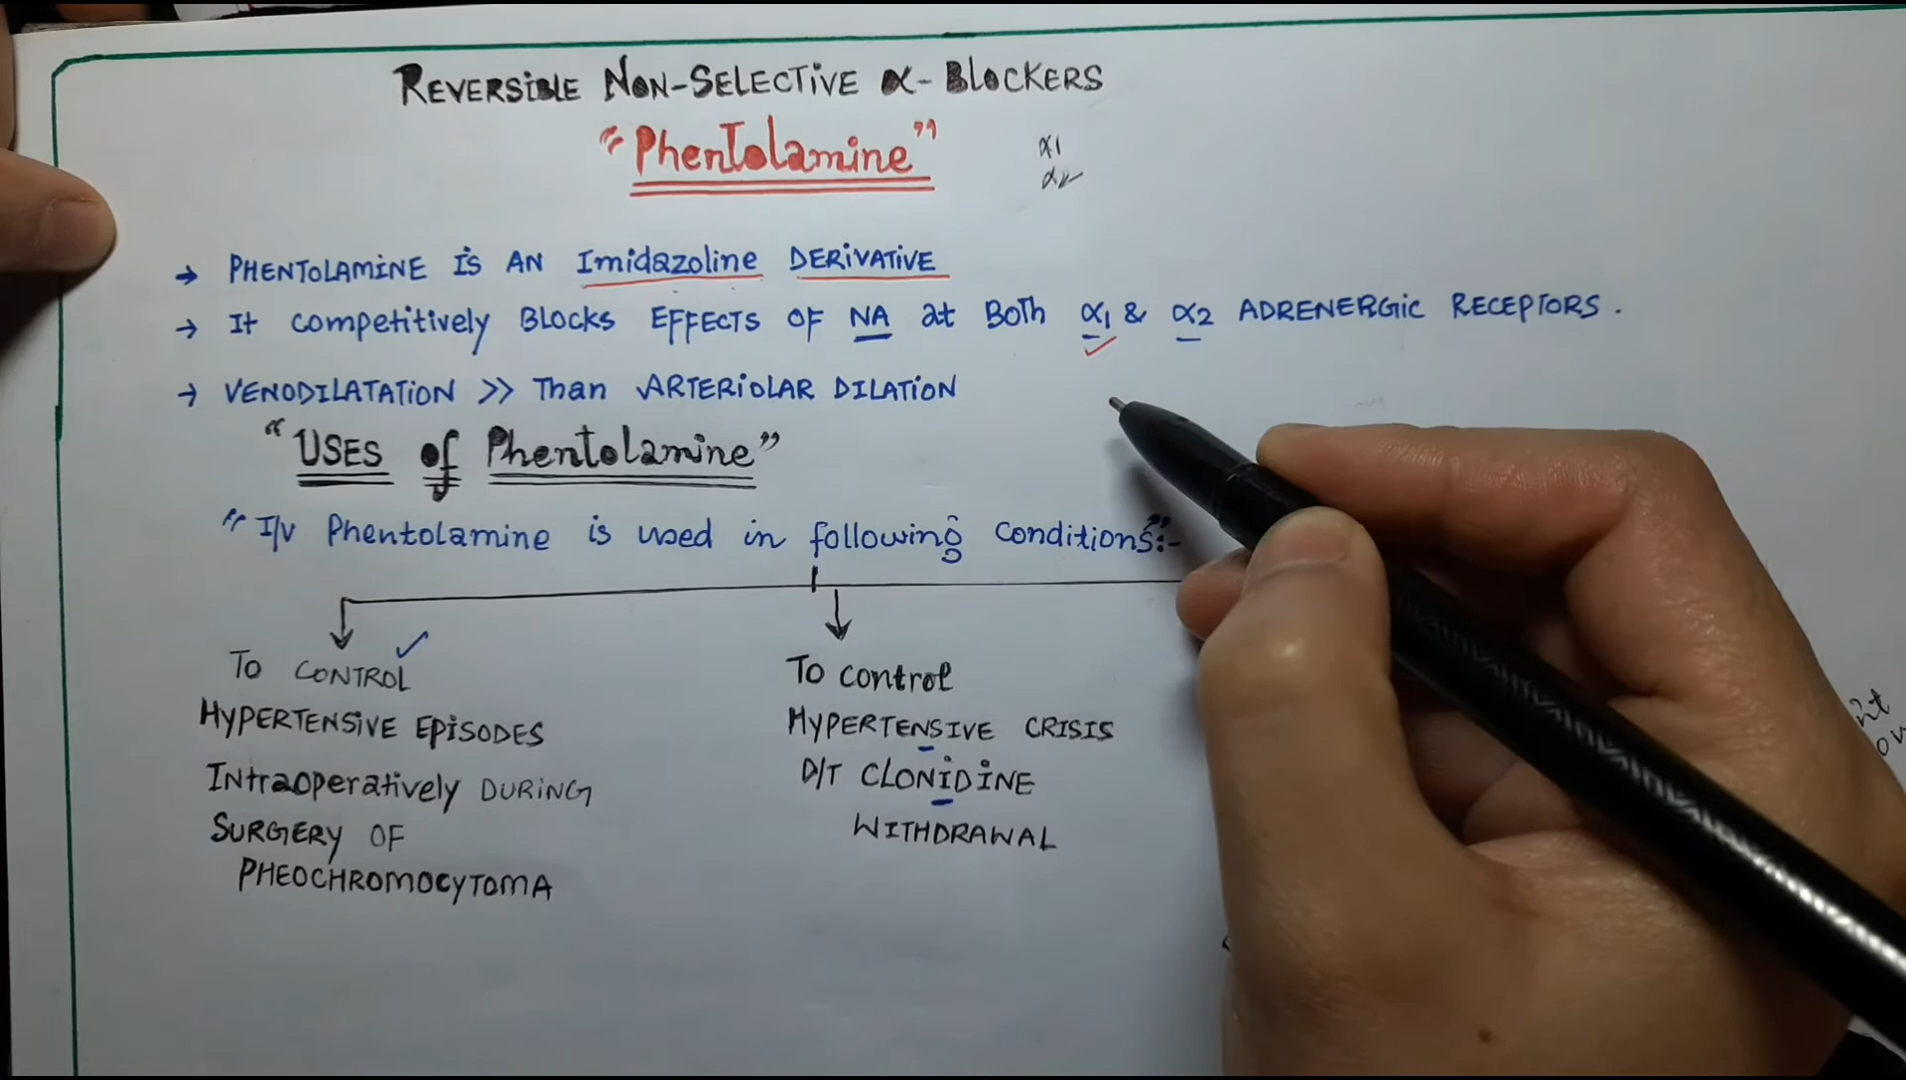 REVERSIBLE NON-SELECTIVE α-BLOCKERS
"PhenTolamine"
α1
α2
→ PHENTOLAMINE IS AN Imidazoline DERIVATIVE
→ It competitively BLOCKS EFFECTS OF NA at BOTH α1 & α2 ADRENERGIC RECEPTORS.
→ VENODILATATION >> Than ARTERIOLAR DILATION
"USES of Phentolamine"
"I/V Phentolamine is used in following conditions":-
To CONTROL
HYPERTENSIVE EPISODES
Intraoperatively DURING
SURGERY OF
PHEOCHROMOCYTOMA
To control
HYPERTENSIVE CRISIS
D/T CLONIDINE
WITHDRAWAL